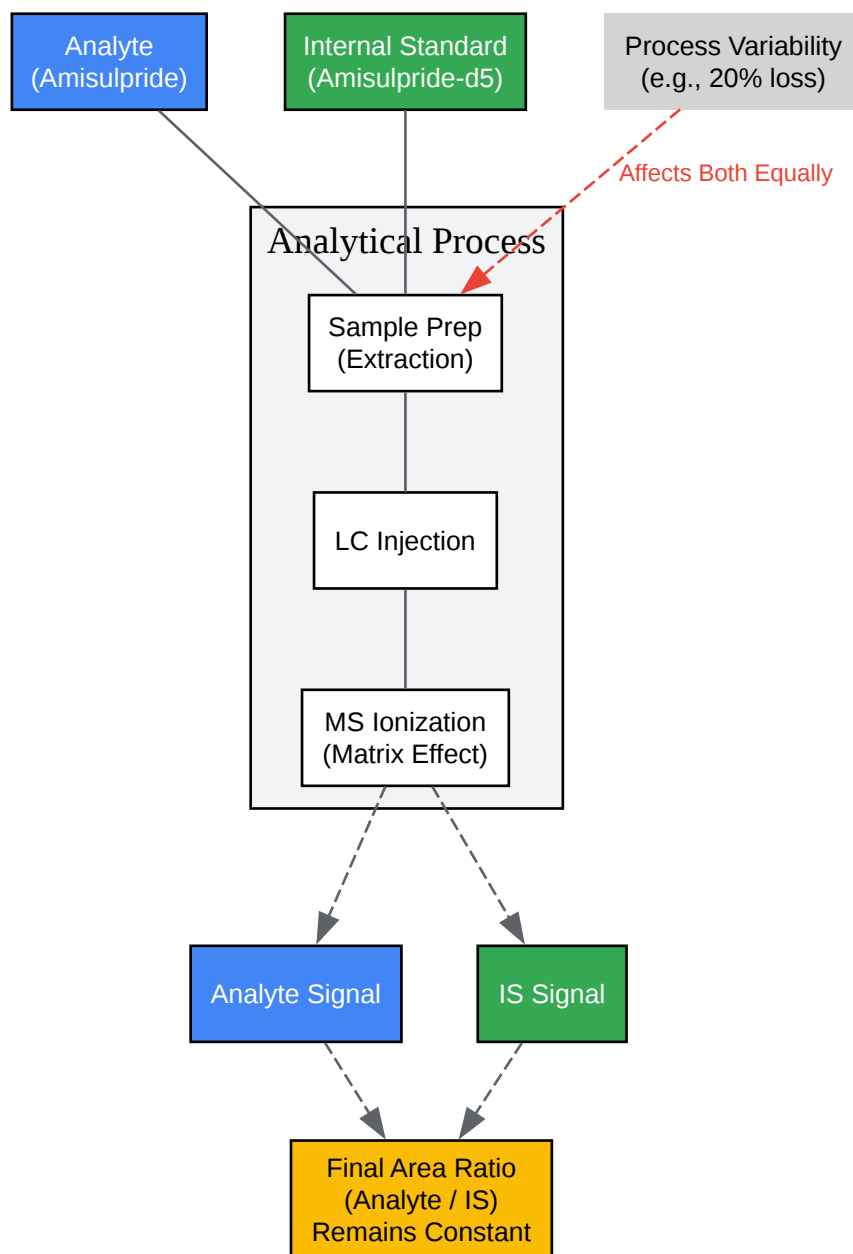 Analyte
(Amisulpride)
Internal Standard
(Amisulpride-d5)
Process Variability
(e.g., 20% loss)
Affects Both Equally
Analytical Process
Sample Prep
(Extraction)
LC Injection
MS Ionization
(Matrix Effect)
Analyte Signal
IS Signal
Final Area Ratio
(Analyte / IS)
Remains Constant